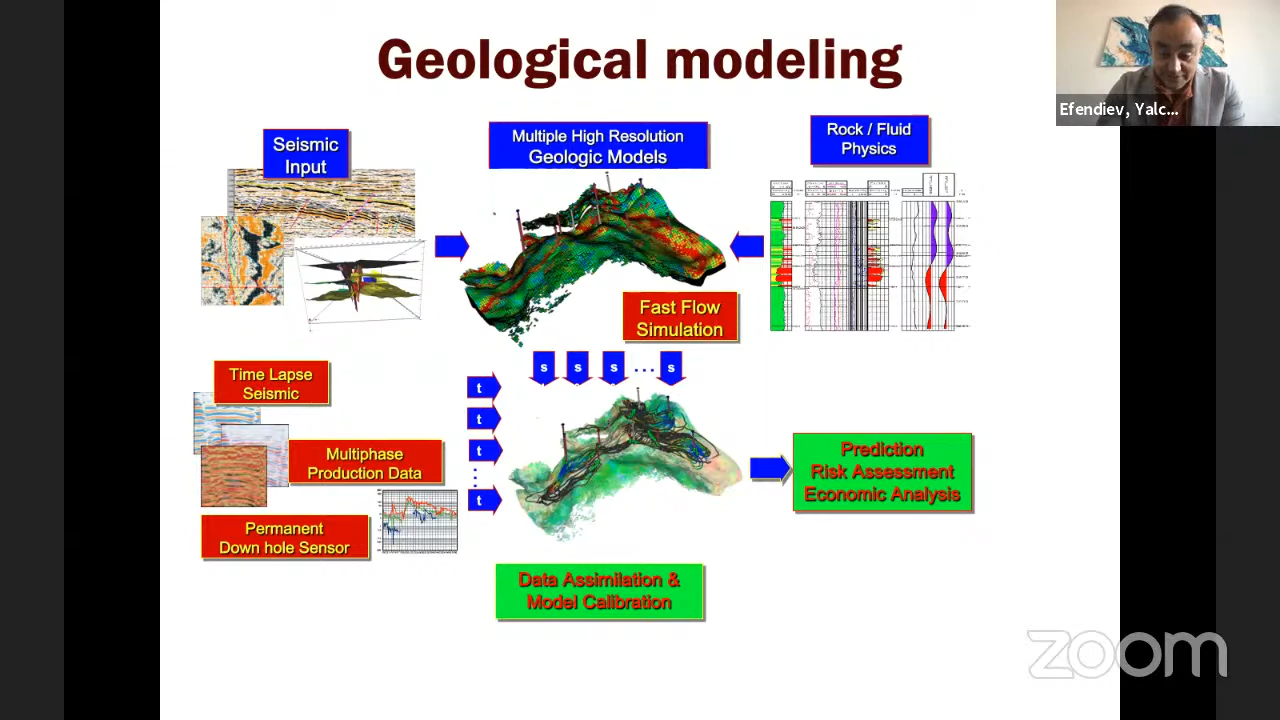 Geological modeling
Efendiev, Yalc...
Seismic
Input
Multiple High Resolution
Geologic Models
Rock / Fluid
Physics
Fast Flow
Simulation
Time Lapse
Seismic
s s s ... s
t
t
t
t
Multiphase
Production Data
Permanent
Down hole Sensor
Prediction
Risk Assessment
Economic Analysis
Data Assimilation &
Model Calibration
zoom